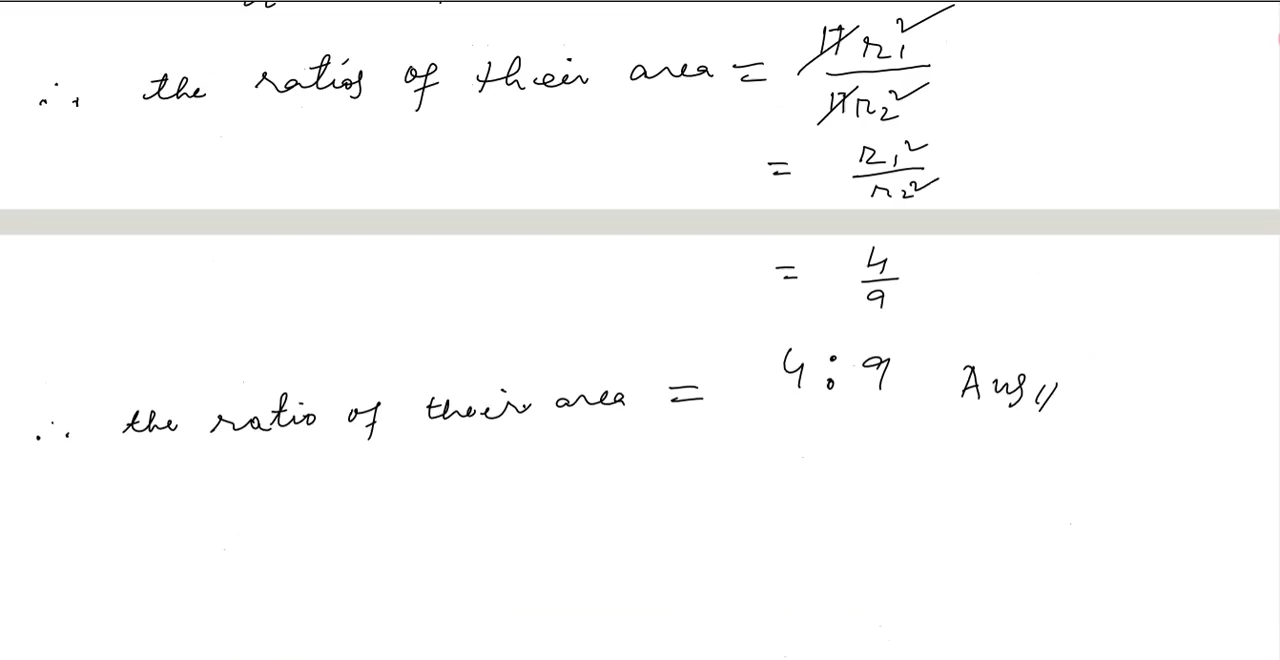 ∴ the ratios of their area = πr₁² / πr₂²
= r₁² / r₂²
= 4 / 9
∴ the ratio of their area = 4 : 9 Ans //